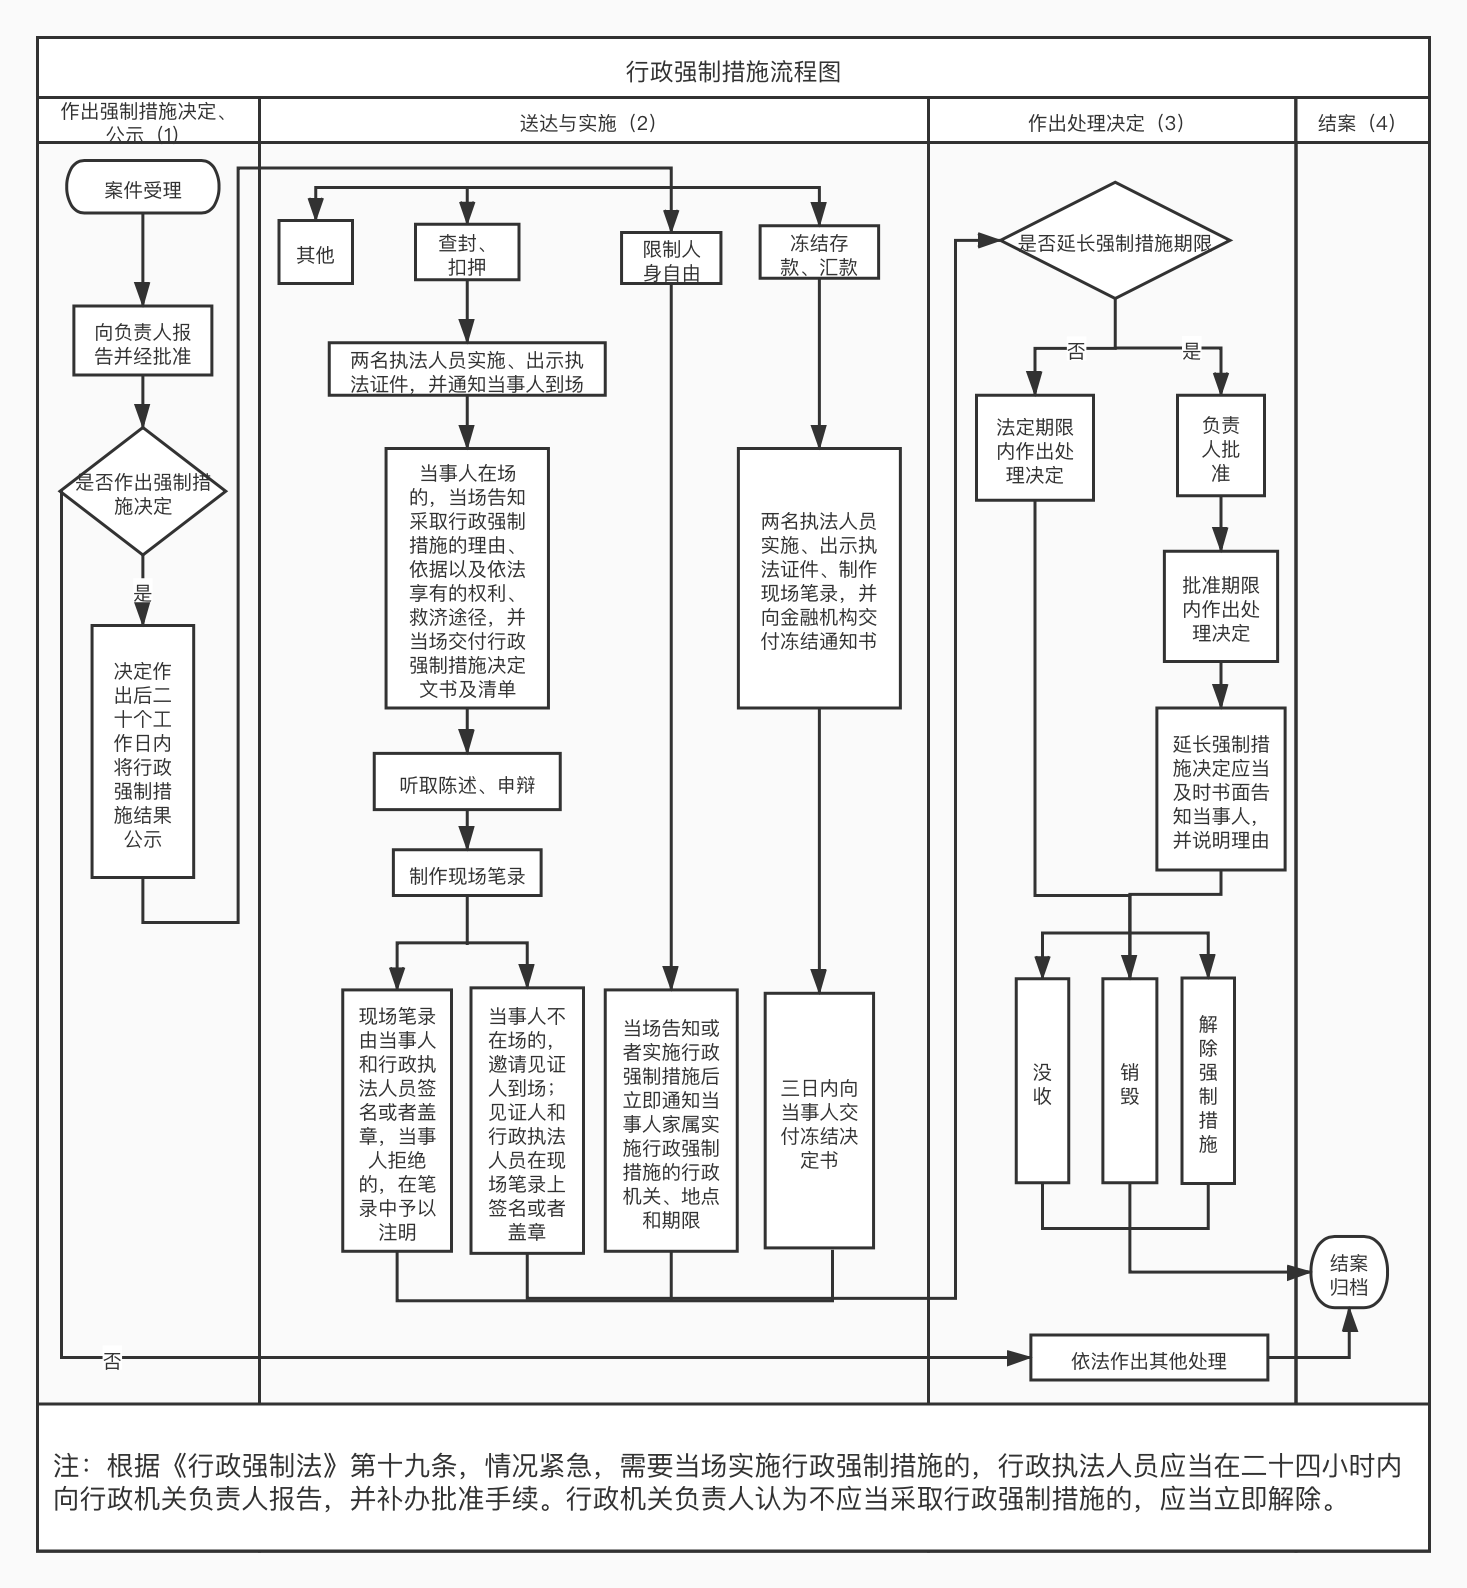 行政强制措施流程图
作出强制措施决定、
公示（1）
送达与实施（2）
作出处理决定（3）
结案（4）
案件受理
向负责人报
告并经批准
是否作出强制措
施决定
是
决定作
出后二
十个工
作日内
将行政
强制措
施结果
公示
否
其他
查封、
扣押
限制人
身自由
冻结存
款、汇款
两名执法人员实施、出示执
法证件，并通知当事人到场
当事人在场
的，当场告知
采取行政强制
措施的理由、
依据以及依法
享有的权利、
救济途径，并
当场交付行政
强制措施决定
文书及清单
听取陈述、申辩
制作现场笔录
现场笔录
由当事人
和行政执
法人员签
名或者盖
章，当事
人拒绝
的，在笔
录中予以
注明
当事人不
在场的，
邀请见证
人到场；
见证人和
行政执法
人员在现
场笔录上
签名或者
盖章
当场告知或
者实施行政
强制措施后
立即通知当
事人家属实
施行政强制
措施的行政
机关、地点
和期限
两名执法人员
实施、出示执
法证件、制作
现场笔录，并
向金融机构交
付冻结通知书
三日内向
当事人交
付冻结决
定书
是否延长强制措施期限
否
是
法定期限
内作出处
理决定
负责
人批
准
批准期限
内作出处
理决定
延长强制措
施决定应当
及时书面告
知当事人，
并说明理由
没
收
销
毁
解
除
强
制
措
施
结案
归档
依法作出其他处理
注：根据《行政强制法》第十九条，情况紧急，需要当场实施行政强制措施的，行政执法人员应当在二十四小时内
向行政机关负责人报告，并补办批准手续。行政机关负责人认为不应当采取行政强制措施的，应当立即解除。